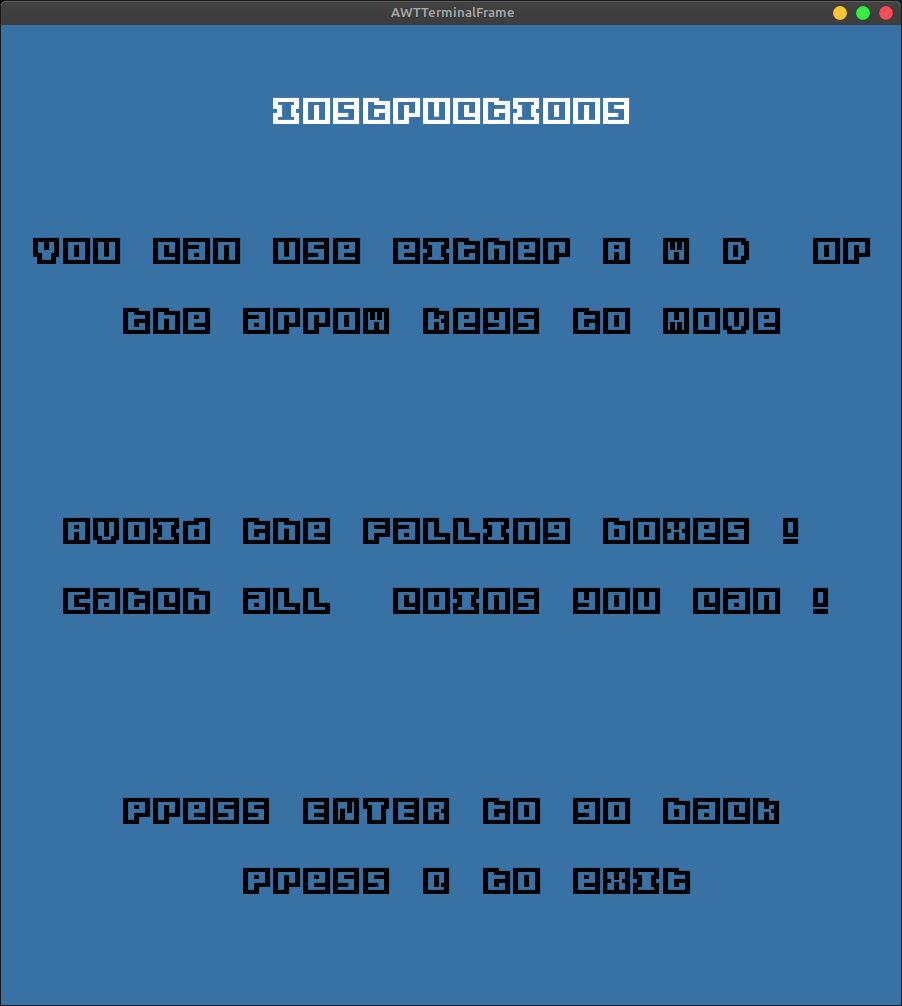 AWTTerminalFrame
Instructions
You can use either A W D  or
the arrow keys to move
Avoid the falling boxes !
Catch all  coins you can !
Press ENTER to go back
Press Q to exit